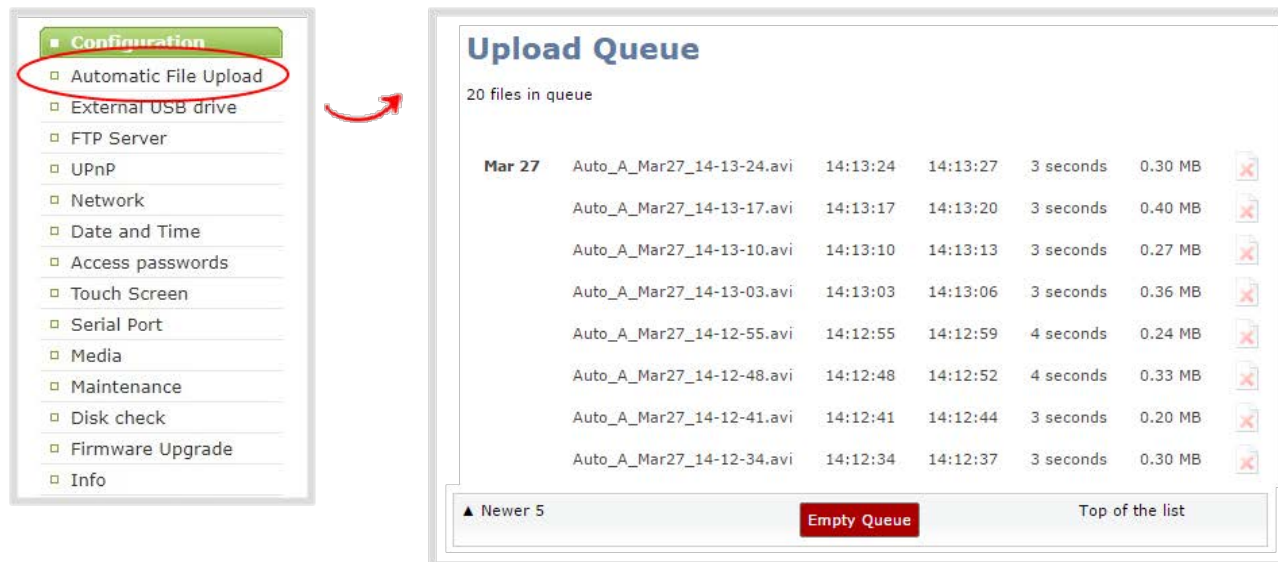 Configuration
Automatic File Upload
External USB drive
FTP Server
UPnP
Network
Date and Time
Access passwords
Touch Screen
Serial Port
Media
Maintenance
Disk check
Firmware Upgrade
Info
Upload Queue
20 files in queue
Mar 27 Auto_A_Mar27_14-13-24.avi 14:13:24 14:13:27 3 seconds 0.30 MB
Auto_A_Mar27_14-13-17.avi 14:13:17 14:13:20 3 seconds 0.40 MB
Auto_A_Mar27_14-13-10.avi 14:13:10 14:13:13 3 seconds 0.27 MB
Auto_A_Mar27_14-13-03.avi 14:13:03 14:13:06 3 seconds 0.36 MB
Auto_A_Mar27_14-12-55.avi 14:12:55 14:12:59 4 seconds 0.24 MB
Auto_A_Mar27_14-12-48.avi 14:12:48 14:12:52 4 seconds 0.33 MB
Auto_A_Mar27_14-12-41.avi 14:12:41 14:12:44 3 seconds 0.20 MB
Auto_A_Mar27_14-12-34.avi 14:12:34 14:12:37 3 seconds 0.30 MB
▲ Newer 5 Empty Queue Top of the list